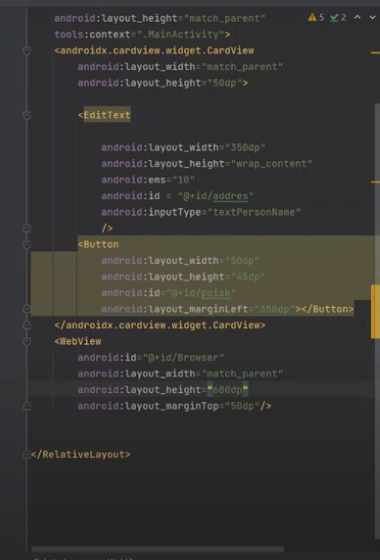 android:layout_height="match_parent"
tools:context=".MainActivity">
<androidx.cardview.widget.CardView
android:layout_width="match_parent"
android:layout_height="50dp">
<EditText
android:layout_width="350dp"
android:layout_height="wrap_content"
android:ems="10"
android:id = "@+id/addres"
android:inputType="textPersonName"
/>
<Button
android:layout_width="50dp"
android:layout_height="45dp"
android:id="@+id/poisk"
android:layout_marginLeft="350dp"></Button>
</androidx.cardview.widget.CardView>
<WebView
android:id="@+id/Browser"
android:layout_width="match_parent"
android:layout_height="680dp"
android:layout_marginTop="50dp"/>
</RelativeLayout>
5 2